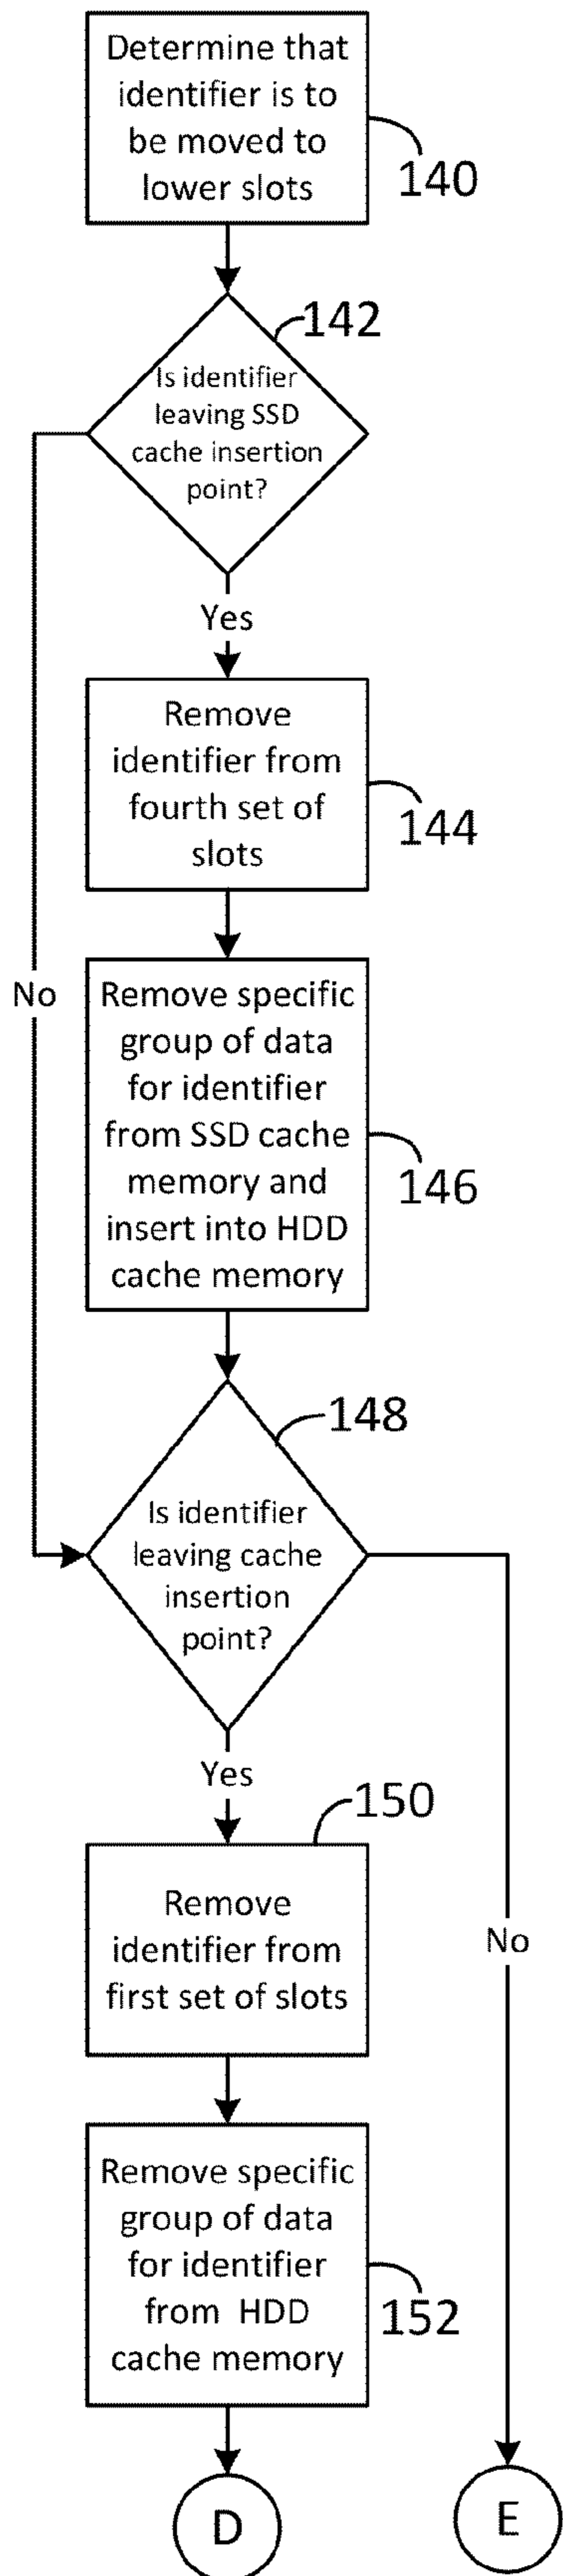 Determine that
identifier is to
be moved to
lower slots
140
142
Is identifier
leaving SSD
cache insertion
point?
Yes
Remove
identifier from
fourth set of
slots
144
No
Remove specific
group of data
for identifier
from SSD cache
memory and
insert into HDD
cache memory
146
148
Is identifier
leaving cache
insertion
point?
Yes
150
Remove
identifier from
first set of slots
No
Remove specific
group of data
for identifier
from HDD
cache memory
152
D
E